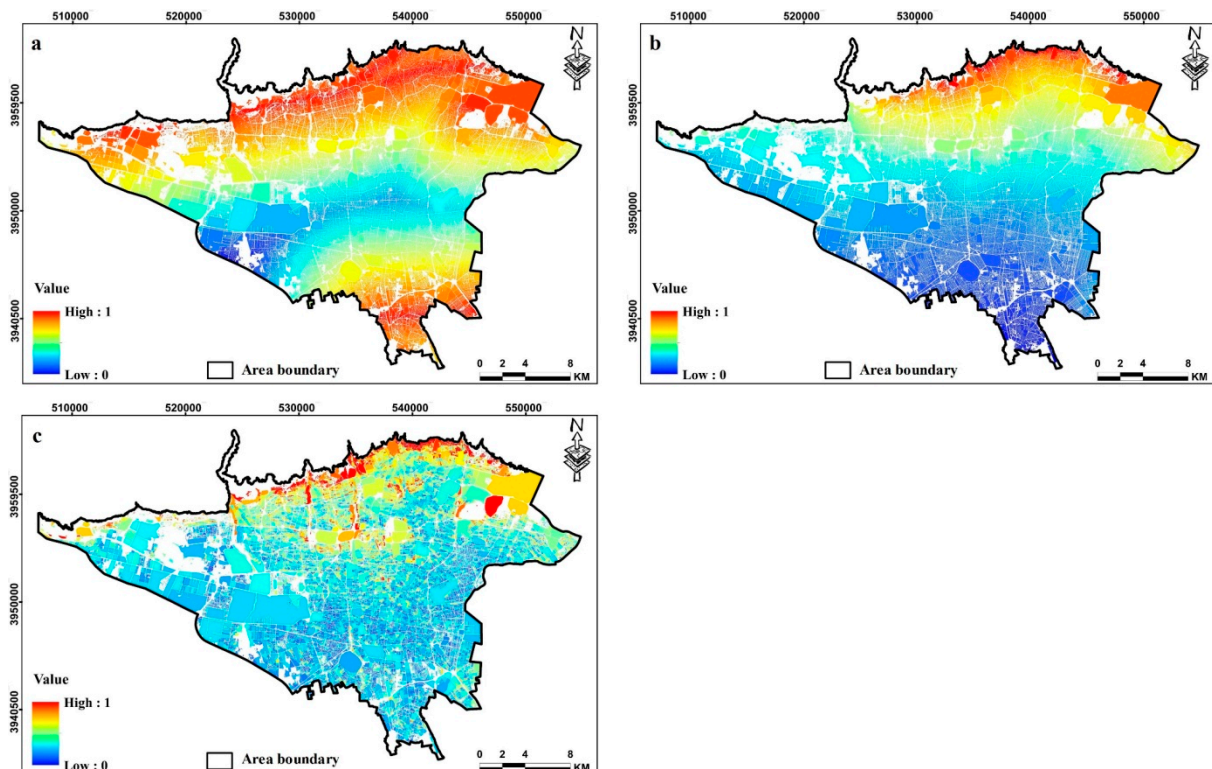 510000 520000 530000 540000 550000
a
N
3959500
3950000
3940500
Value
High : 1
Low : 0
Area boundary
0 2 4 8
KM
510000 520000 530000 540000 550000
b
N
3959500
3950000
3940500
Value
High : 1
Low : 0
Area boundary
0 2 4 8
KM
510000 520000 530000 540000 550000
c
N
3959500
3950000
3940500
Value
High : 1
Low : 0
Area boundary
0 2 4 8
KM